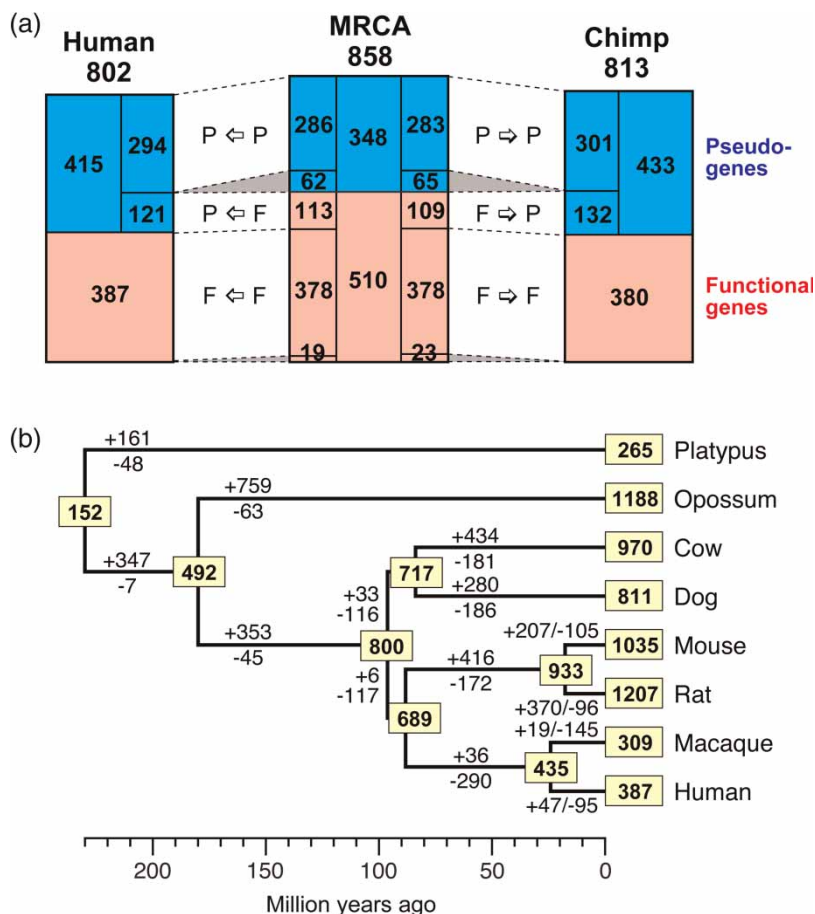 (a)
Human
802
MRCA
858
Chimp
813
415
294
121
387
P ⇦ P
P ⇦ F
F ⇦ F
286
348
283
62
65
113
109
378
510
378
19
23
P ⇨ P
F ⇨ P
F ⇨ F
301
433
132
380
Pseudo-
genes
Functional
genes
(b)
+161
-48
265 Platypus
152
+759
-63
1188 Opossum
+347
-7
492
+434
-181
970 Cow
717
+33
-116
+280
-186
811 Dog
+353
-45
800
+207/-105
1035 Mouse
+416
-172
933
+6
-117
1207 Rat
+370/-96
689
+19/-145
309 Macaque
+36
-290
435
387 Human
+47/-95
200 150 100 50 0
Million years ago